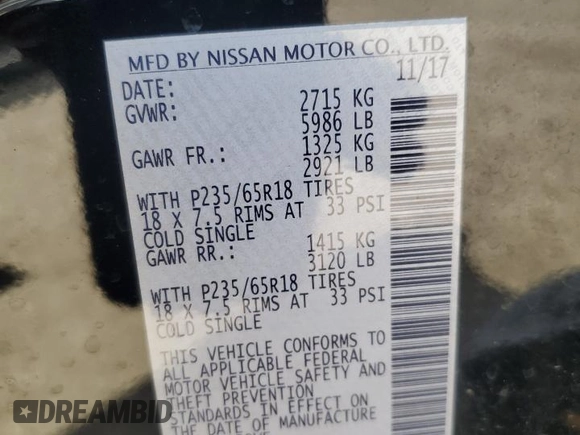 MFD BY NISSAN MOTOR CO., LTD.
DATE: 11/17
GVWR: 2715 KG
5986 LB
GAWR FR.: 1325 KG
2921 LB
WITH P235/65R18 TIRES
18 X 7.5 RIMS AT 33 PSI
COLD SINGLE
GAWR RR.: 1415 KG
3120 LB
WITH P235/65R18 TIRES
18 X 7.5 RIMS AT 33 PSI
COLD SINGLE
THIS VEHICLE CONFORMS TO
ALL APPLICABLE FEDERAL
MOTOR VEHICLE SAFETY AND
THEFT PREVENTION
STANDARDS IN EFFECT ON
THE DATE OF MANUFACTURE
DREAMBID